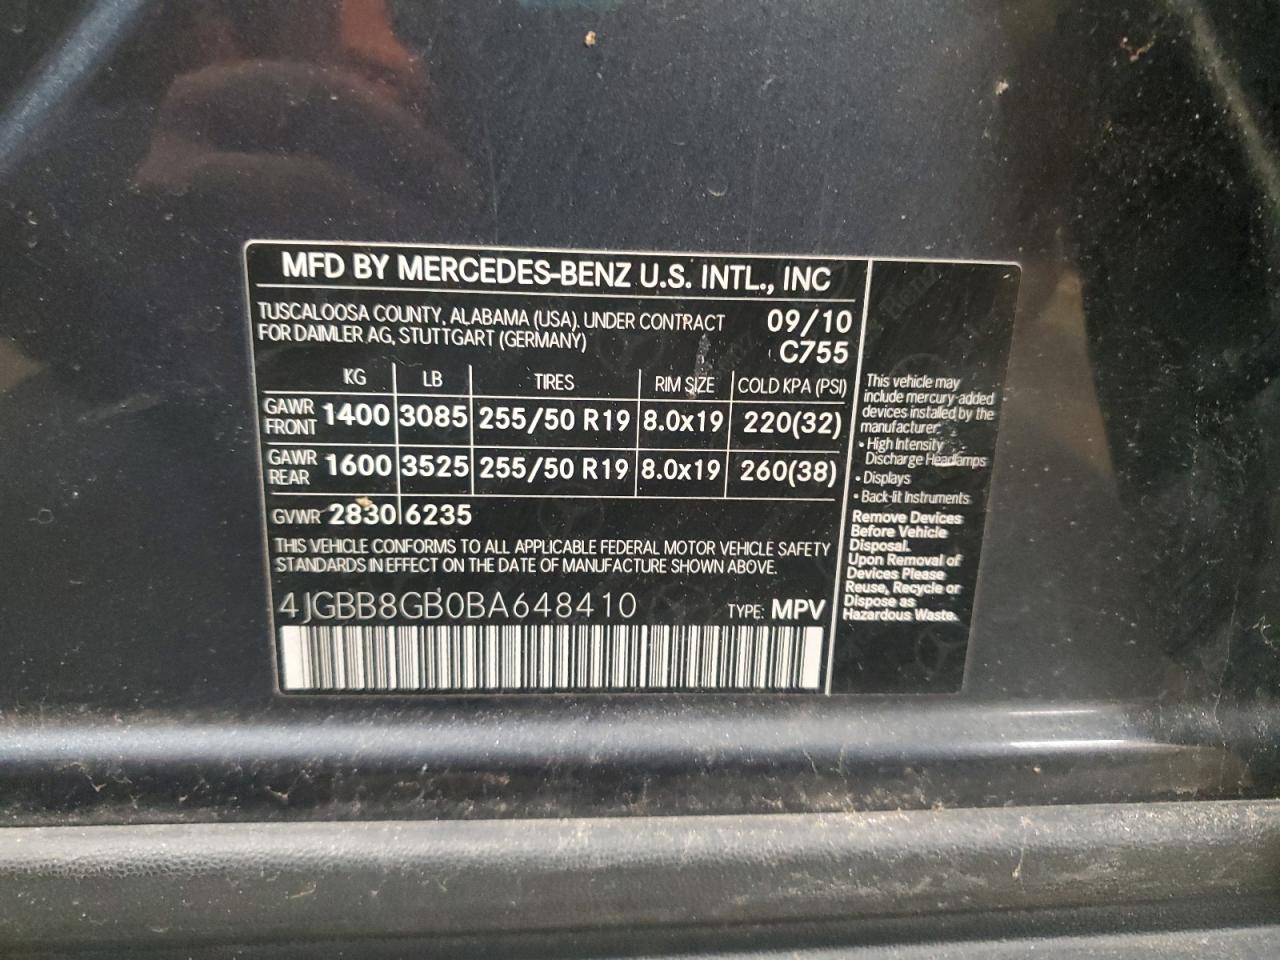 MFD BY MERCEDES-BENZ U.S. INTL., INC
TUSCALOOSA COUNTY, ALABAMA (USA). UNDER CONTRACT 09/10
FOR DAIMLER AG, STUTTGART (GERMANY) C755
KG LB TIRES RIM SIZE COLD KPA (PSI)
GAWR FRONT 1400 3085 255/50 R19 8.0x19 220(32)
GAWR REAR 1600 3525 255/50 R19 8.0x19 260(38)
GVWR 2830 6235
THIS VEHICLE CONFORMS TO ALL APPLICABLE FEDERAL MOTOR VEHICLE SAFETY
STANDARDS IN EFFECT ON THE DATE OF MANUFACTURE SHOWN ABOVE.
4JGBB8GB0BA648410 TYPE: MPV
This vehicle may
include mercury-added
devices installed by the
manufacturer:
• High Intensity
Discharge Headlamps
• Displays
• Back-lit Instruments
Remove Devices
Before Vehicle
Disposal.
Upon Removal of
Devices Please
Reuse, Recycle or
Dispose as
Hazardous Waste.